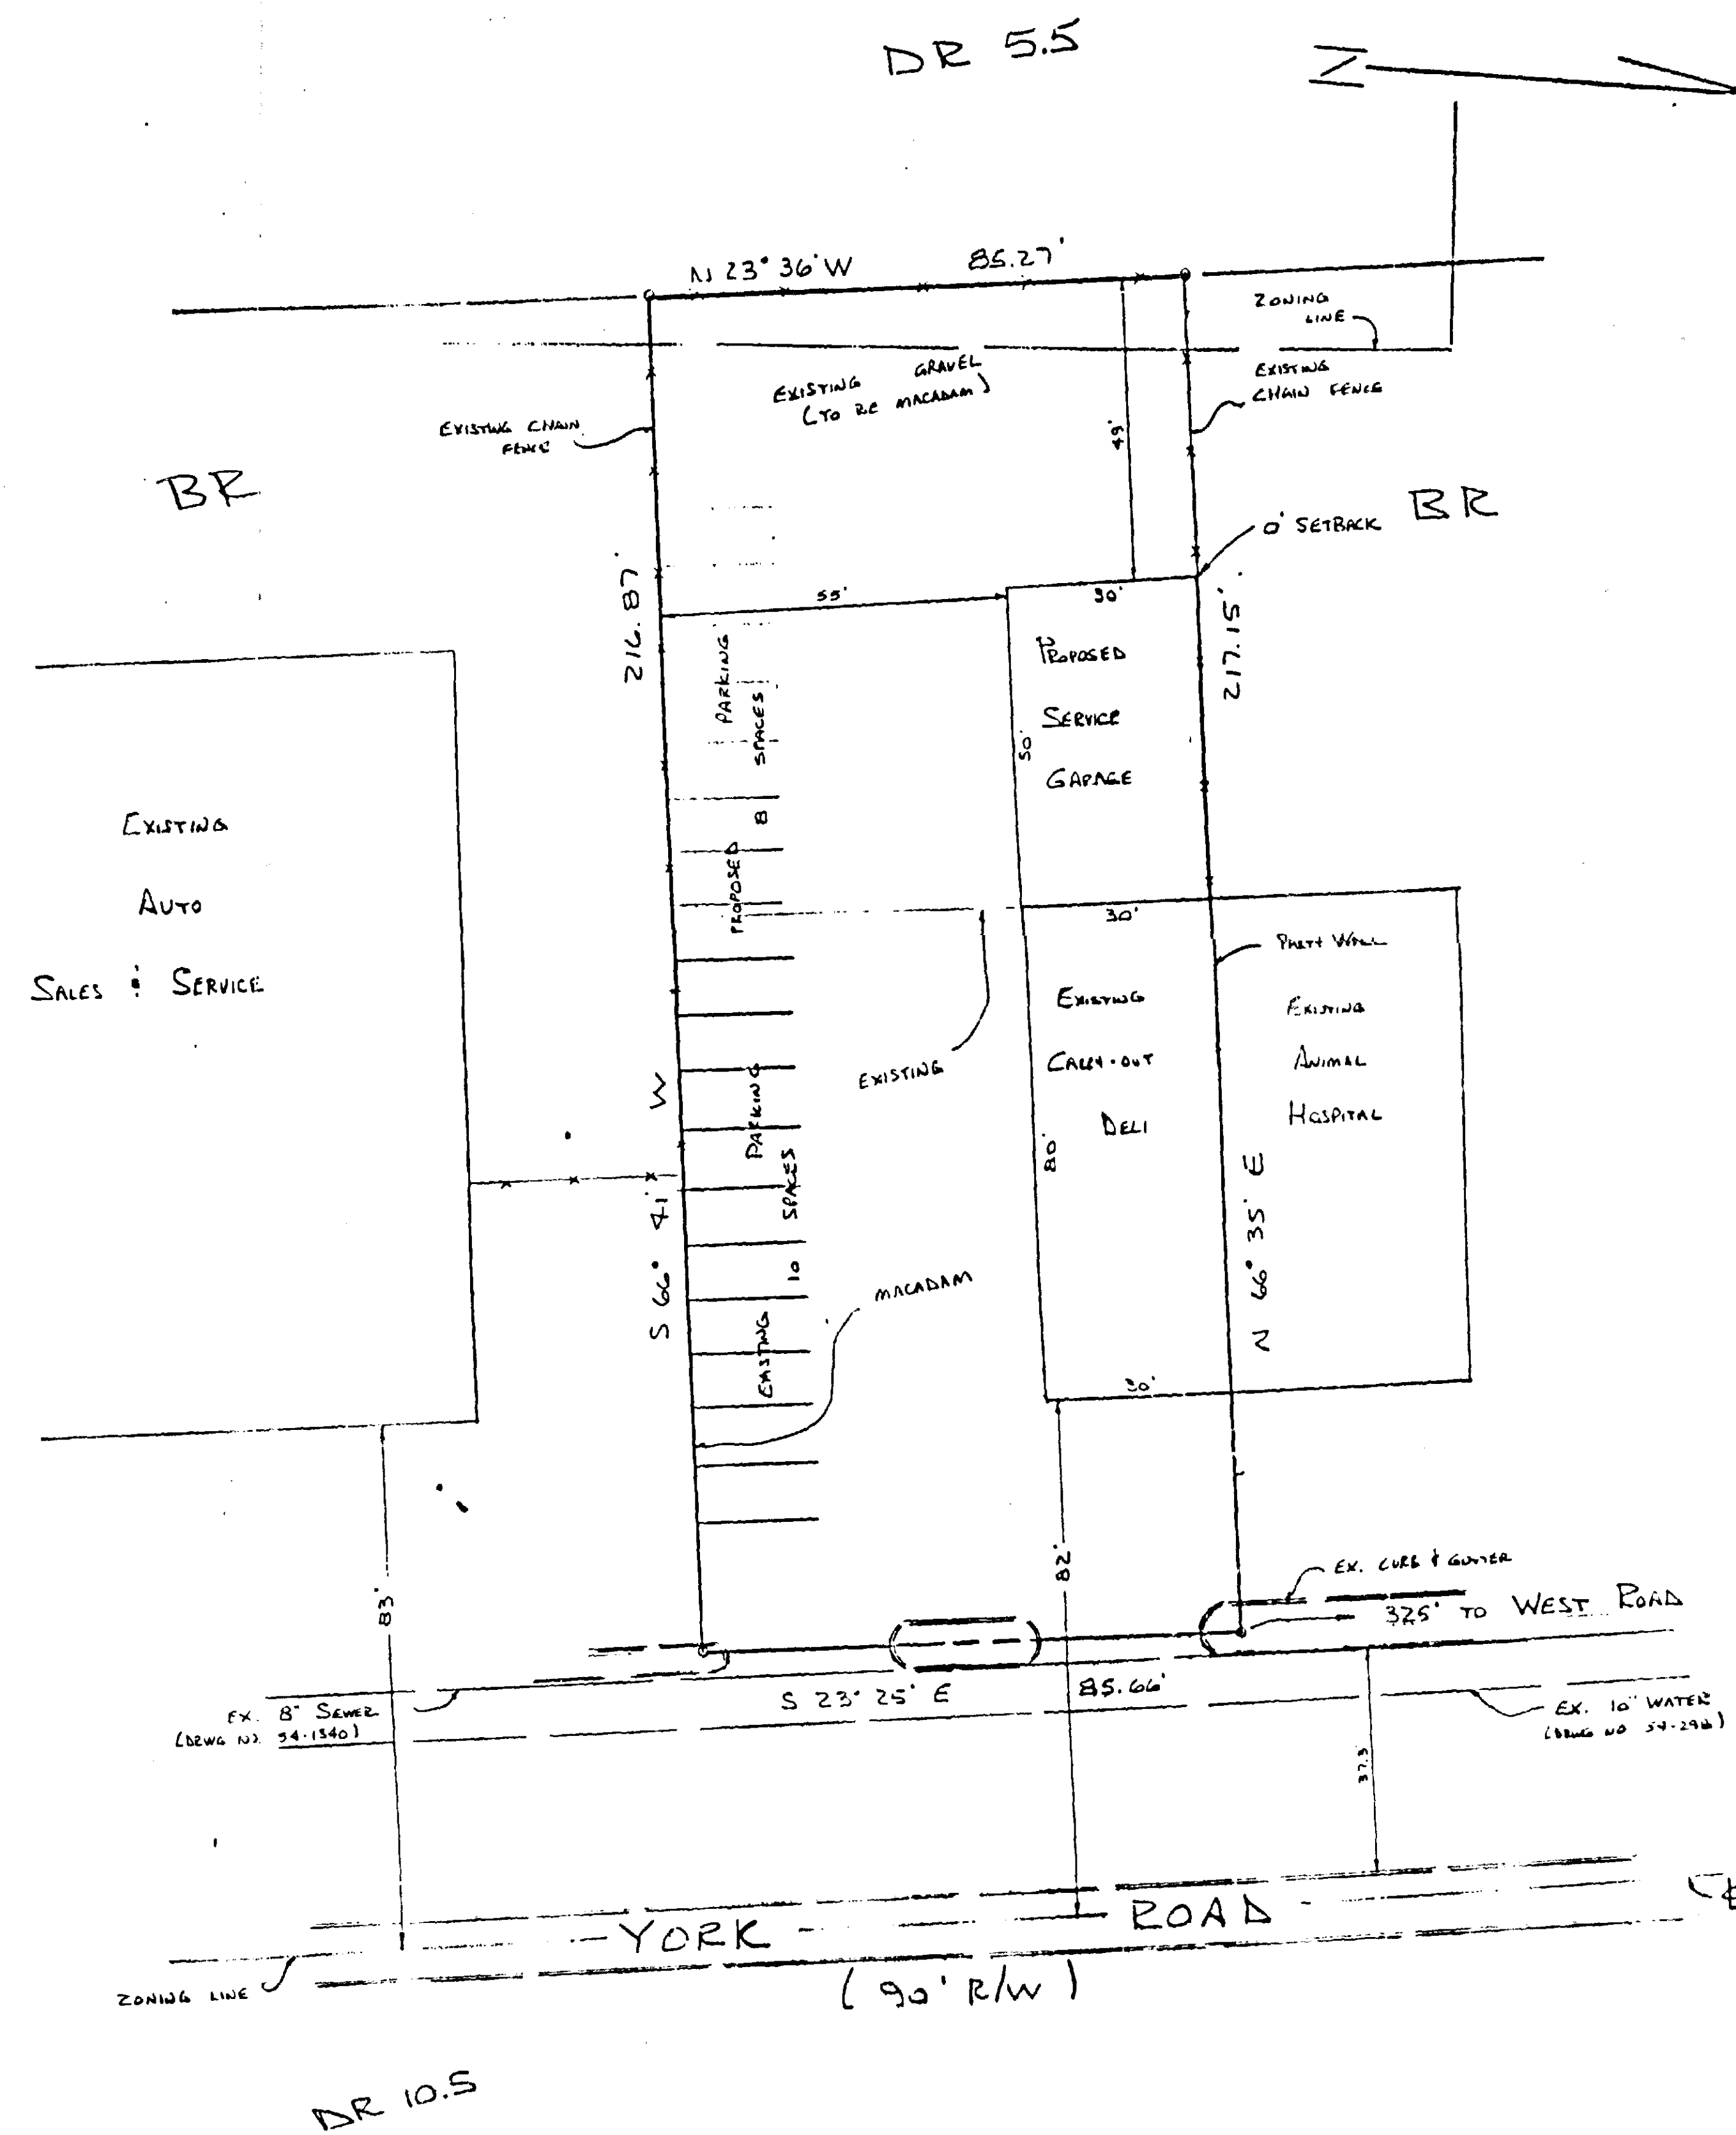 DR 5.5
N
N 23° 36' W 85.27'
ZONING
LINE
EXISTING GRAVEL
(TO BE MACADAM)
EXISTING
CHAIN FENCE
EXISTING CHAIN
FENCE
49'
BR
0' SETBACK
BR
216.87'
55'
30'
217.15'
PROPOSED
SERVICE
GARAGE
50'
PROPOSED PARKING
8 SPACES
EXISTING
AUTO
SALES & SERVICE
30'
PARTY WALL
EXISTING
CARRY-OUT
DELI
EXISTING
ANIMAL
HOSPITAL
EXISTING
80'
S 66° 41' W
EXISTING PARKING
10 SPACES
N 66° 35' E
MACADAM
30'
83'
82'
EX. CURB & GUTTER
325' TO WEST ROAD
S 23° 25' E 85.66'
EX. 8" SEWER
(DRWG NO. 54-1340)
EX. 10" WATER
(DRWG NO
37.3
YORK ROAD
(90' R/W)
ZONING LINE
DR 10.5